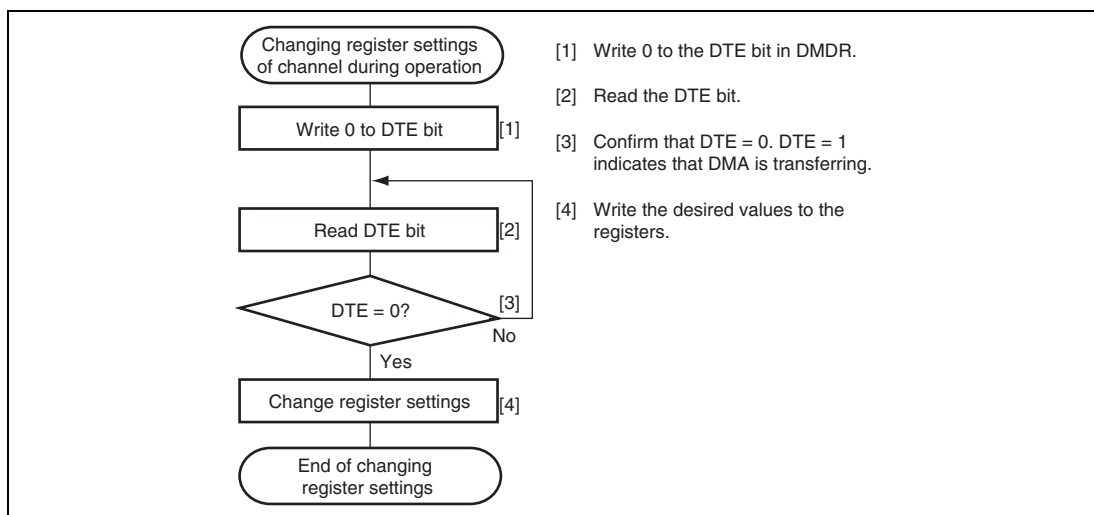 Changing register settings
of channel during operation
Write 0 to DTE bit
[1]
Read DTE bit
[2]
DTE = 0?
[3]
No
Yes
Change register settings
[4]
End of changing
register settings
[1] Write 0 to the DTE bit in DMDR.
[2] Read the DTE bit.
[3] Confirm that DTE = 0. DTE = 1
indicates that DMA is transferring.
[4] Write the desired values to the
registers.